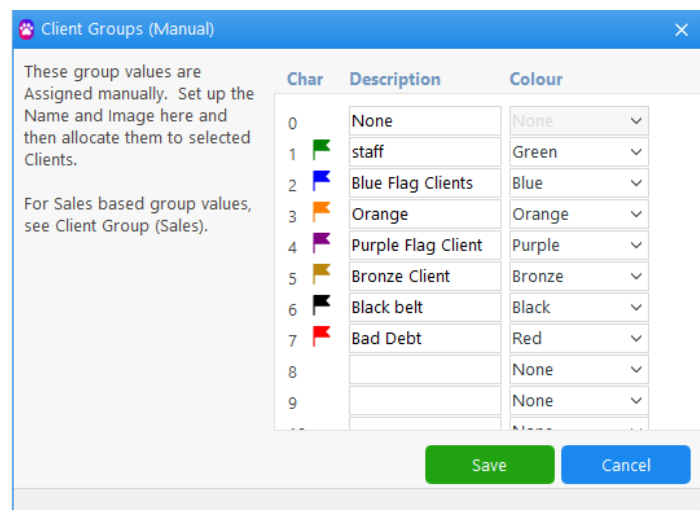 Client Groups (Manual)
These group values are
Assigned manually. Set up the
Name and Image here and
then allocate them to selected
Clients.
For Sales based group values,
see Client Group (Sales).
Char Description Colour
0 None None
1 staff Green
2 Blue Flag Clients Blue
3 Orange Orange
4 Purple Flag Client Purple
5 Bronze Client Bronze
6 Black belt Black
7 Bad Debt Red
8 None
9 None
Save Cancel